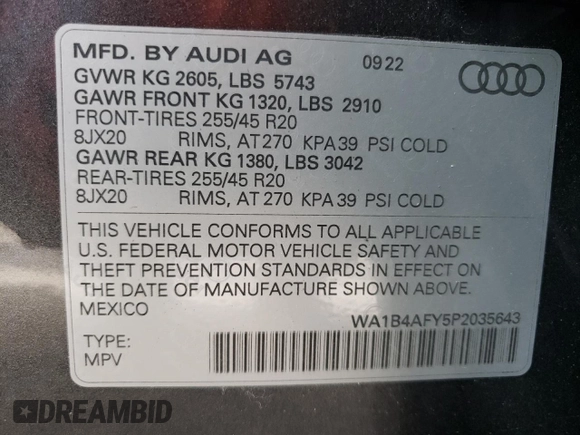 MFD. BY AUDI AG 09 22
GVWR KG 2605, LBS 5743
GAWR FRONT KG 1320, LBS 2910
FRONT-TIRES 255/45 R20
8JX20 RIMS, AT 270 KPA 39 PSI COLD
GAWR REAR KG 1380, LBS 3042
REAR-TIRES 255/45 R20
8JX20 RIMS, AT 270 KPA 39 PSI COLD
THIS VEHICLE CONFORMS TO ALL APPLICABLE
U.S. FEDERAL MOTOR VEHICLE SAFETY AND
THEFT PREVENTION STANDARDS IN EFFECT ON
THE DATE OF MANUFACTURE SHOWN ABOVE.
MEXICO
WA1B4AFY5P2035643
TYPE:
MPV
DREAMBID